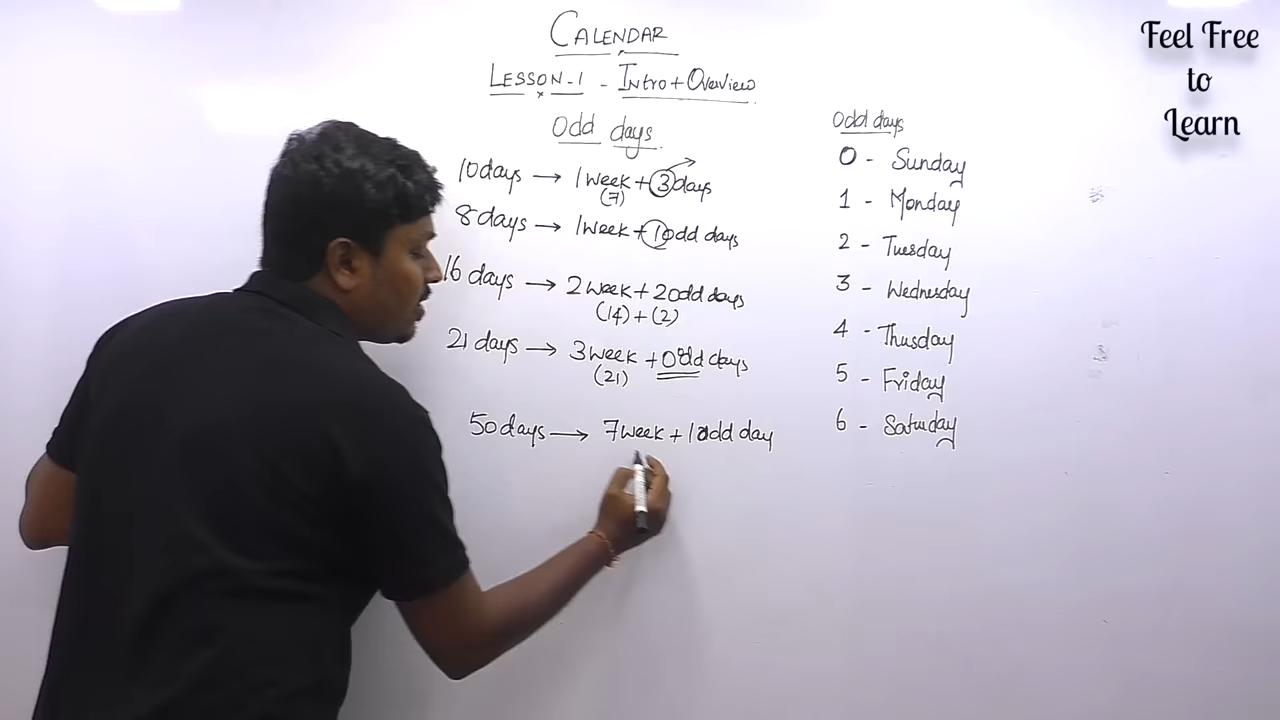 CALENDAR
LESSON-1 - Intro + Overview
Odd days
10days → 1week + 3days
(7)
8days → 1week + 1odd days
16 days → 2week + 2odd days
(14) + (2)
21 days → 3week + 0odd days
(21)
50days → 7week + 1odd day
Odd days
0 - Sunday
1 - Monday
2 - Tuesday
3 - Wednesday
4 - Thusday
5 - Friday
6 - Satuday
Feel Free
to
Learn